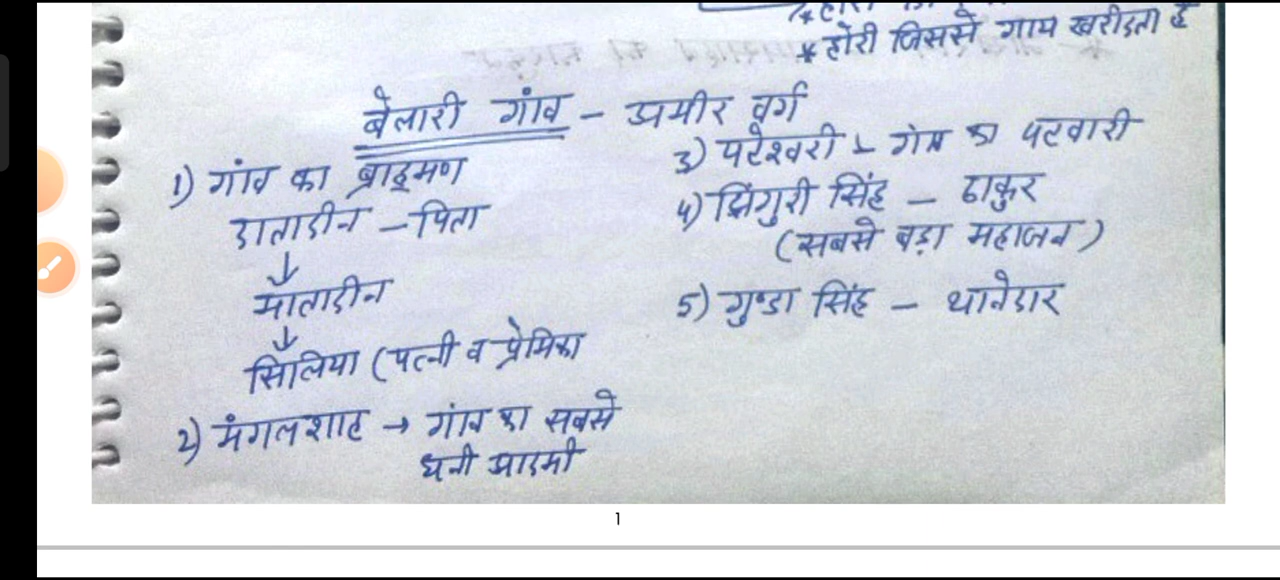 * होरी जिससे गाय खरीदता है
बेलारी गांव - अमीर वर्ग
1) गांव का ब्राह्मण
दातादीन - पिता
↓
मातादीन
↓
सिलिया (पत्नी व प्रेमिका
2) मंगलशाह → गांव का सबसे
धनी आदमी
3) पटेश्वरी - गांव का पटवारी
4) झिंगुरी सिंह - ठाकुर
(सबसे बड़ा महाजन)
5) गुण्डा सिंह - थानेदार
1